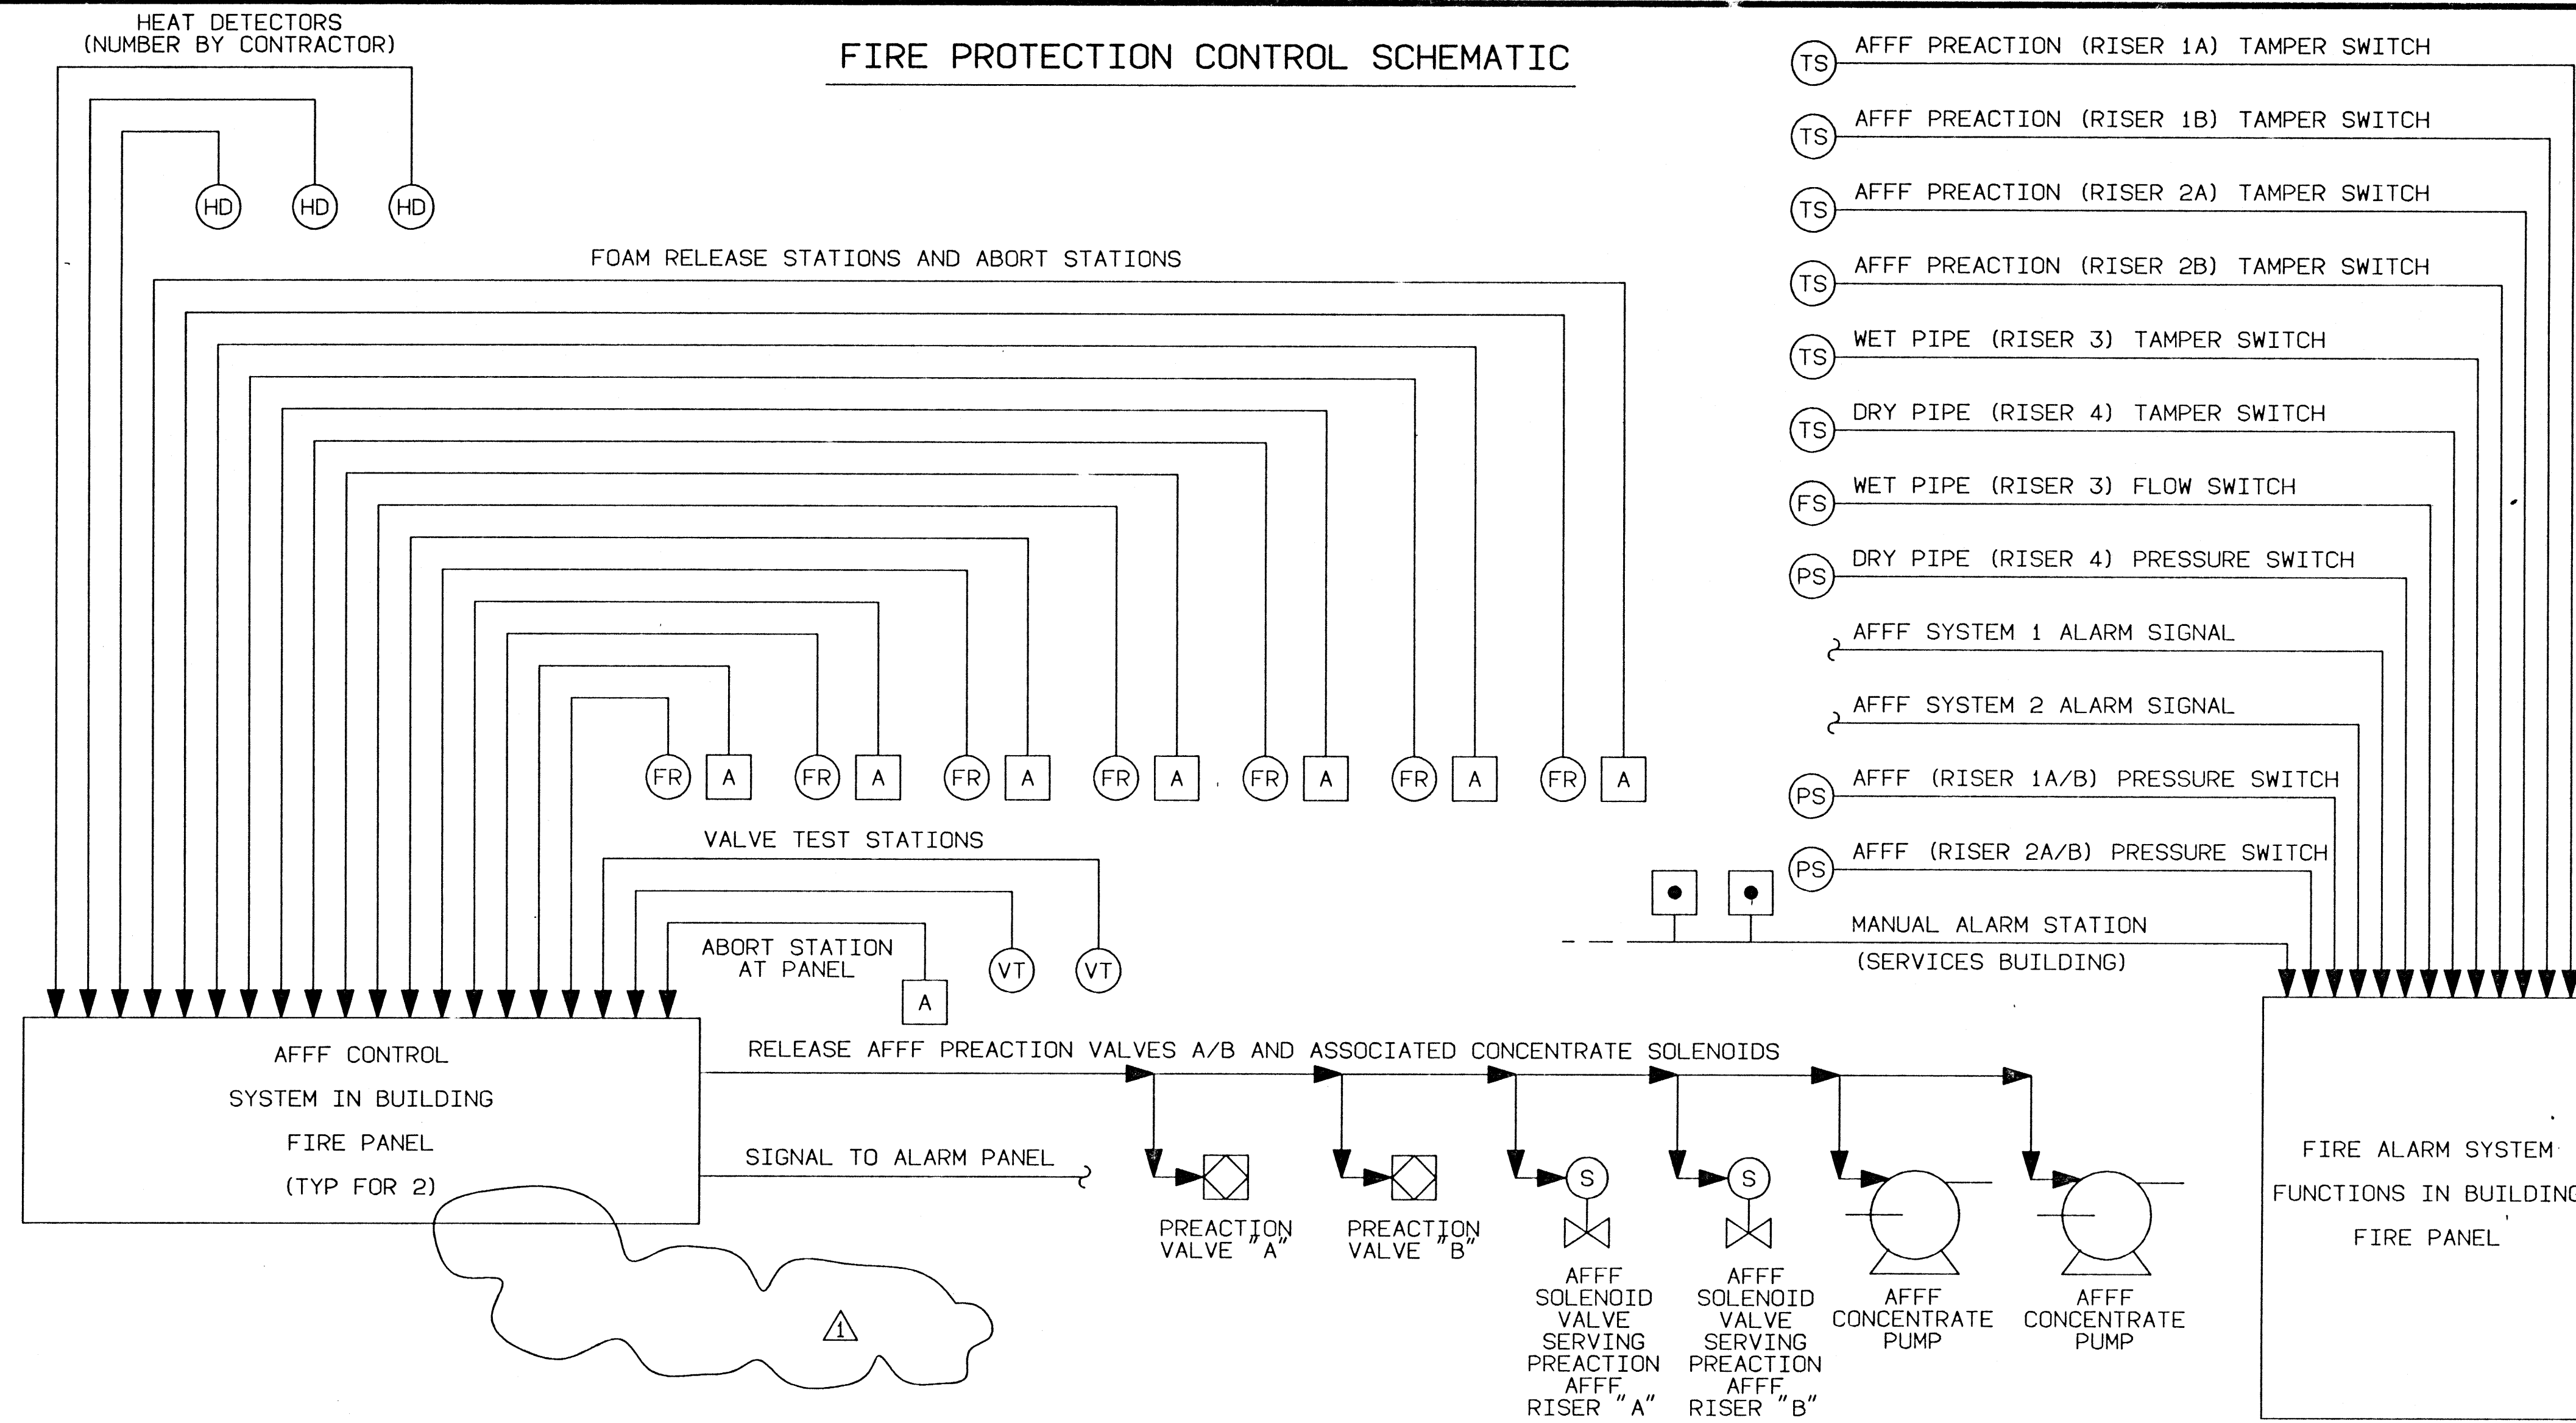 HEAT DETECTORS
(NUMBER BY CONTRACTOR)
FIRE PROTECTION CONTROL SCHEMATIC
HD
HD
HD
FOAM RELEASE STATIONS AND ABORT STATIONS
FR
A
FR
A
FR
A
FR
A
FR
A
FR
A
FR
A
VALVE TEST STATIONS
ABORT STATION
AT PANEL
A
VT
VT
TS
AFFF PREACTION (RISER 1A) TAMPER SWITCH
TS
AFFF PREACTION (RISER 1B) TAMPER SWITCH
TS
AFFF PREACTION (RISER 2A) TAMPER SWITCH
TS
AFFF PREACTION (RISER 2B) TAMPER SWITCH
TS
WET PIPE (RISER 3) TAMPER SWITCH
TS
DRY PIPE (RISER 4) TAMPER SWITCH
FS
WET PIPE (RISER 3) FLOW SWITCH
PS
DRY PIPE (RISER 4) PRESSURE SWITCH
AFFF SYSTEM 1 ALARM SIGNAL
AFFF SYSTEM 2 ALARM SIGNAL
PS
AFFF (RISER 1A/B) PRESSURE SWITCH
PS
AFFF (RISER 2A/B) PRESSURE SWITCH
MANUAL ALARM STATION
(SERVICES BUILDING)
AFFF CONTROL
SYSTEM IN BUILDING
FIRE PANEL
(TYP FOR 2)
RELEASE AFFF PREACTION VALVES A/B AND ASSOCIATED CONCENTRATE SOLENOIDS
SIGNAL TO ALARM PANEL
1
PREACTION
VALVE "A"
PREACTION
VALVE "B"
S
AFFF
SOLENOID
VALVE
SERVING
PREACTION
AFFF
RISER "A"
S
AFFF
SOLENOID
VALVE
SERVING
PREACTION
AFFF
RISER "B"
AFFF
CONCENTRATE
PUMP
AFFF
CONCENTRATE
PUMP
FIRE ALARM SYSTEM
FUNCTIONS IN BUILDING
FIRE PANEL